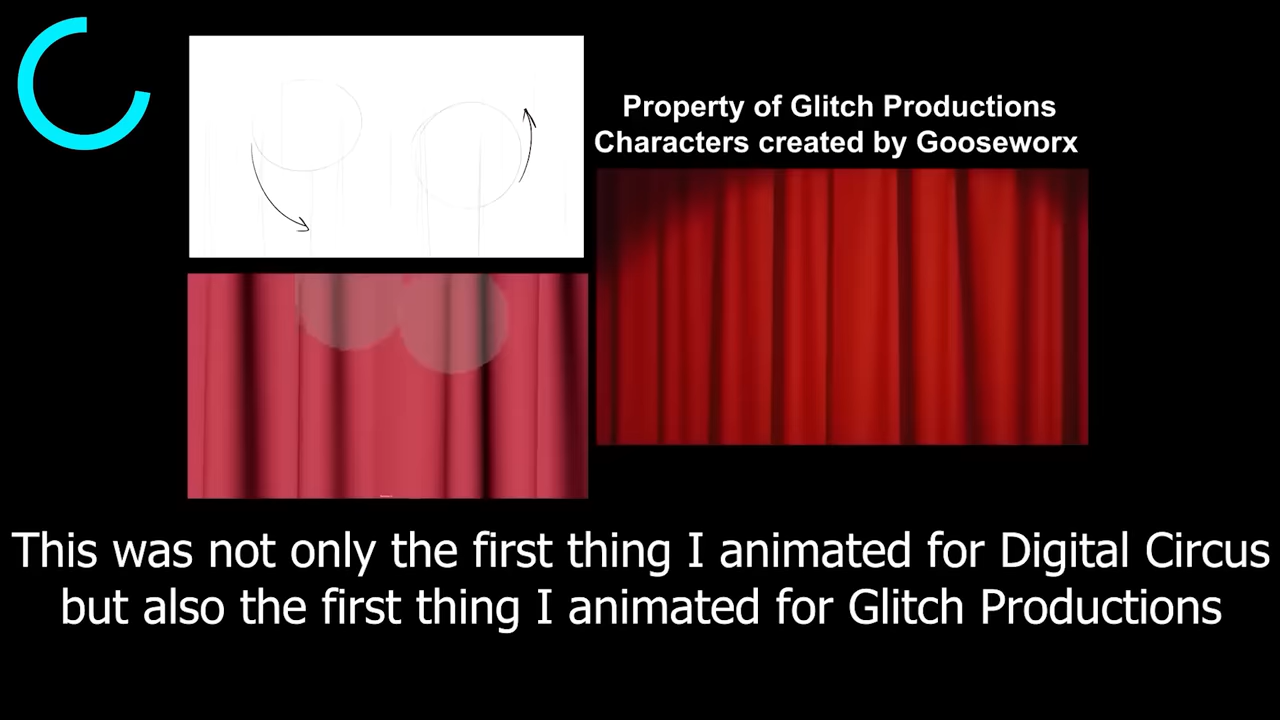 Property of Glitch Productions
Characters created by Gooseworx
This was not only the first thing I animated for Digital Circus
but also the first thing I animated for Glitch Productions